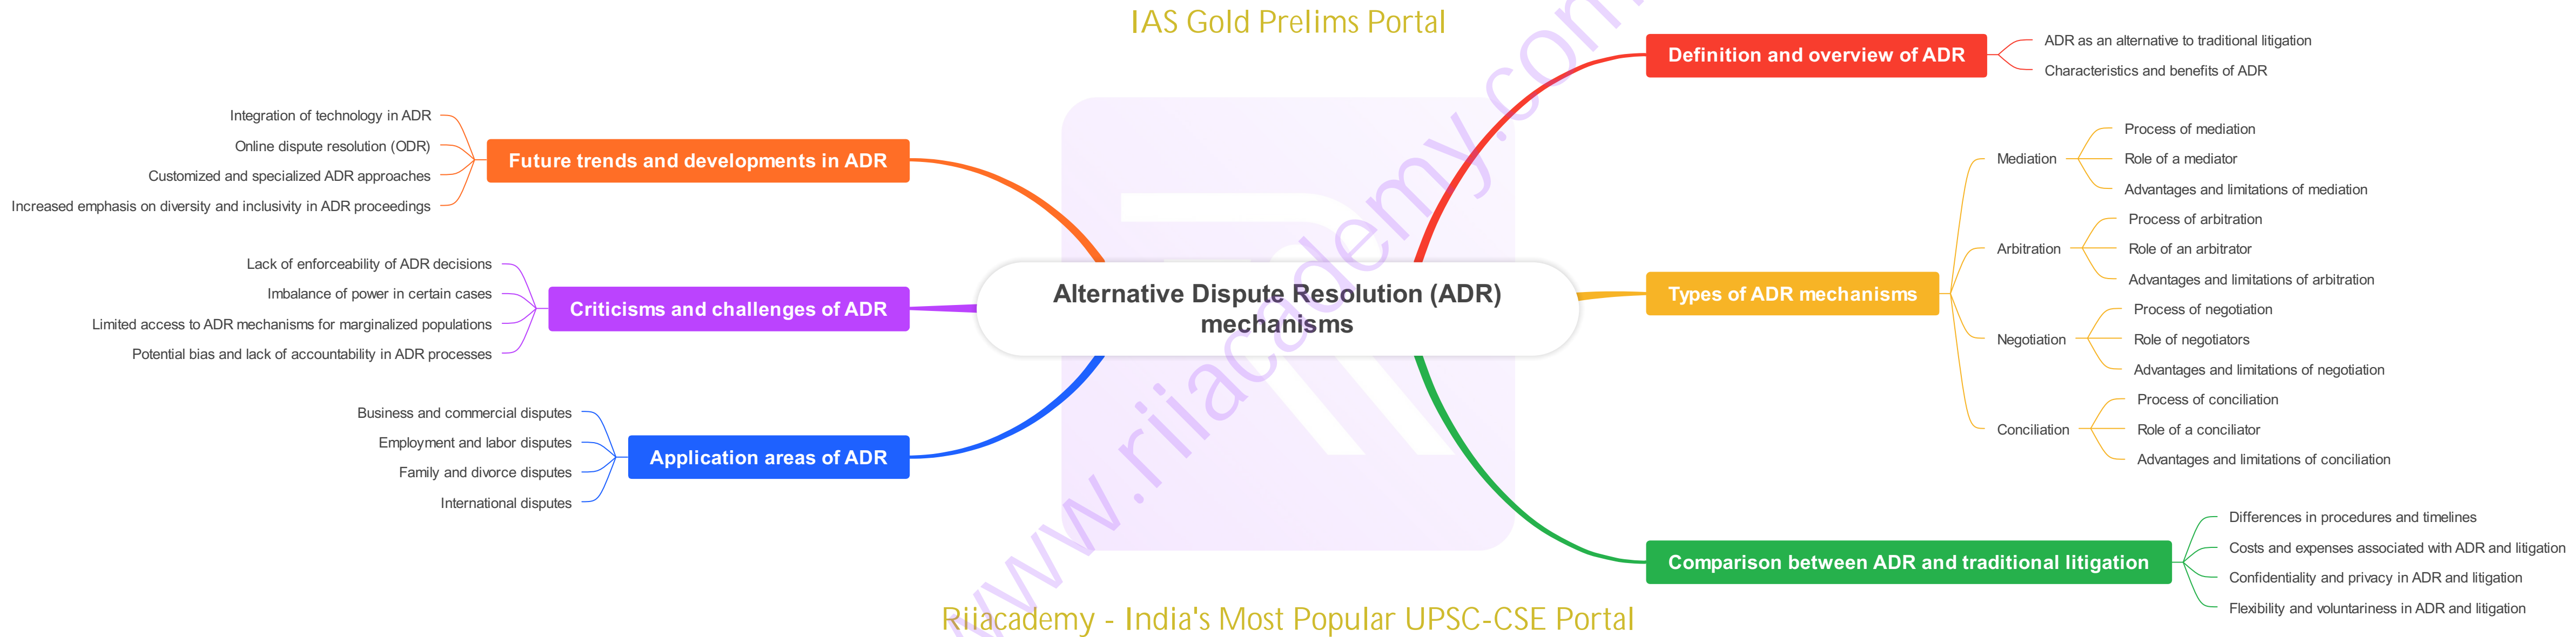 IAS Gold Prelims Portal
Alternative Dispute Resolution (ADR)
mechanisms
Definition and overview of ADR
ADR as an alternative to traditional litigation
Characteristics and benefits of ADR
Types of ADR mechanisms
Mediation
Process of mediation
Role of a mediator
Advantages and limitations of mediation
Arbitration
Process of arbitration
Role of an arbitrator
Advantages and limitations of arbitration
Negotiation
Process of negotiation
Role of negotiators
Advantages and limitations of negotiation
Conciliation
Process of conciliation
Role of a conciliator
Advantages and limitations of conciliation
Comparison between ADR and traditional litigation
Differences in procedures and timelines
Costs and expenses associated with ADR and litigation
Confidentiality and privacy in ADR and litigation
Flexibility and voluntariness in ADR and litigation
Future trends and developments in ADR
Integration of technology in ADR
Online dispute resolution (ODR)
Customized and specialized ADR approaches
Increased emphasis on diversity and inclusivity in ADR proceedings
Criticisms and challenges of ADR
Lack of enforceability of ADR decisions
Imbalance of power in certain cases
Limited access to ADR mechanisms for marginalized populations
Potential bias and lack of accountability in ADR processes
Application areas of ADR
Business and commercial disputes
Employment and labor disputes
Family and divorce disputes
International disputes
www.riiacademy.com
Riiacademy - India's Most Popular UPSC-CSE Portal